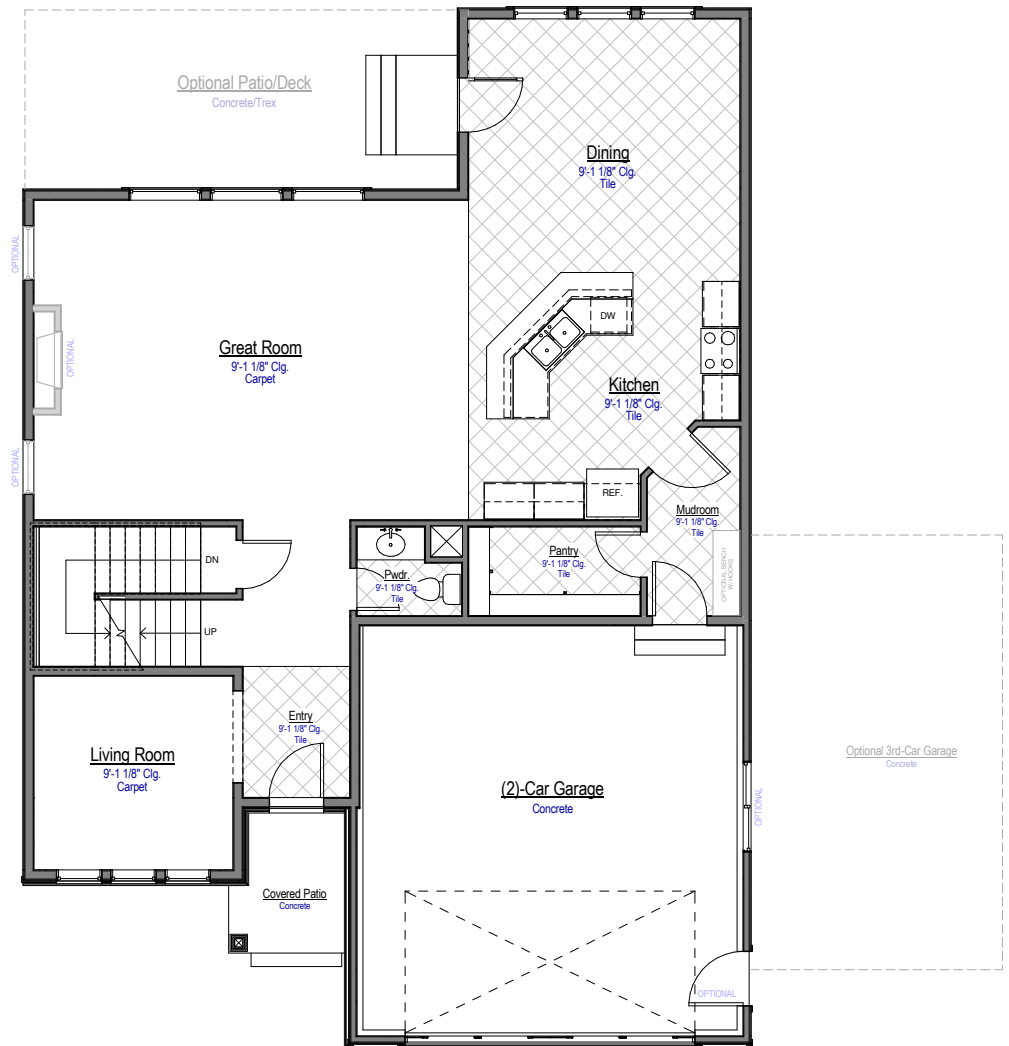 Optional Patio/Deck
Concrete/Trex
Dining
9'-1 1/8" Clg.
Tile
OPTIONAL
DW
Great Room
9'-1 1/8" Clg.
Carpet
OPTIONAL
Kitchen
9'-1 1/8" Clg.
Tile
OPTIONAL
REF.
Mudroom
9'-1 1/8" Clg.
Tile
OPTIONAL BENCH
W/ HOOKS
Pantry
9'-1 1/8" Clg.
Tile
DN
Pwdr.
9'-1 1/8" Clg.
Tile
UP
Entry
9'-1 1/8" Clg.
Tile
Living Room
9'-1 1/8" Clg.
Carpet
(2)-Car Garage
Concrete
OPTIONAL
Optional 3rd-Car Garage
Concrete
Covered Patio
Concrete
OPTIONAL